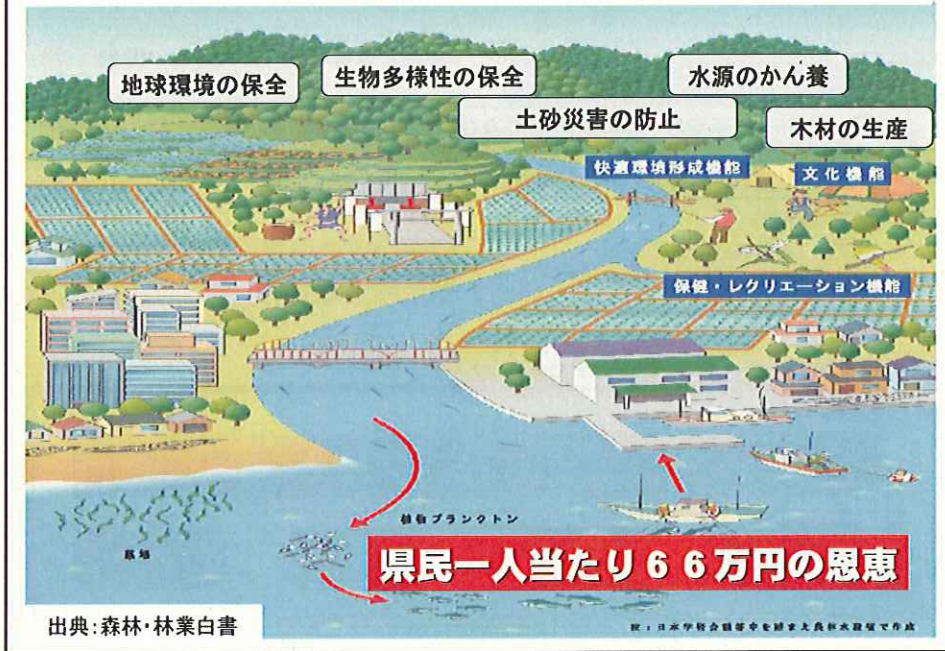 地球環境の保全
生物多様性の保全
水源のかん養
土砂災害の防止
木材の生産
快適環境形成機能
文化機能
保健・レクリエーション機能
植物プランクトン
藻場
県民一人当たり66万円の恩恵
出典:森林・林業白書